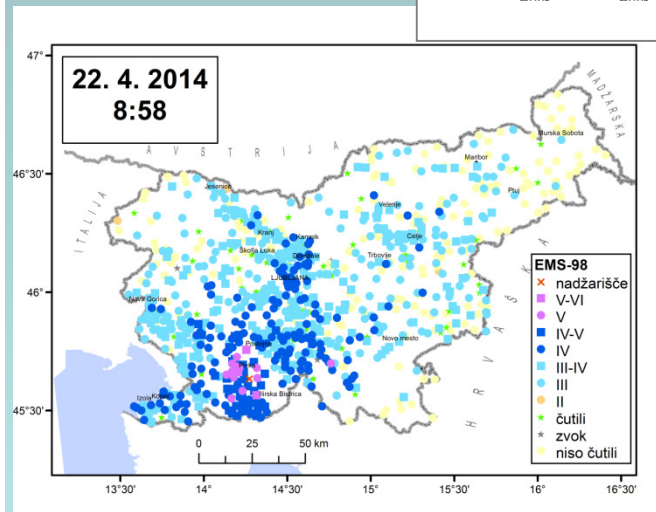 47°
22. 4. 2014
8:58
MADŽARSKA
AVSTRIJA
Murska Sobota
46°30'
Maribor
Ptuj
Jesenice
Velenje
ITALIJA
Kranj
Kamnik
Celje
Škofja Loka
Domžale
Trbovlje
LJUBLJANA
HRVAŠKA
46°
Nova Gorica
Novo mesto
Postojna
Izola
Koper
Ilirska Bistrica
45°30'
0 25 50 km
EMS-98
nadžarišče
V-VI
V
IV-V
IV
III-IV
III
II
čutili
zvok
niso čutili
13°30' 14° 14°30' 15° 15°30' 16° 16°30'